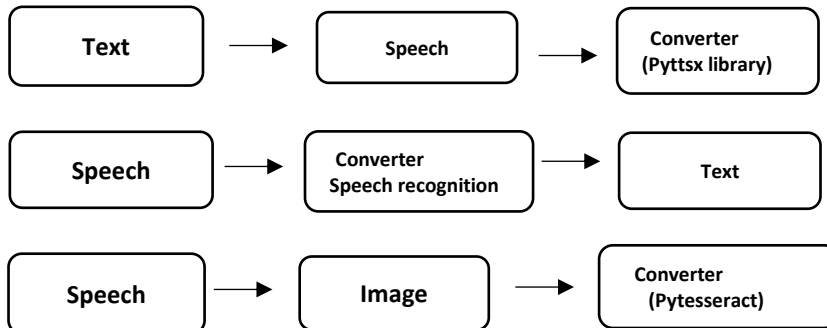 Text
Speech
Converter
(Pyttsx library)
Speech
Converter
Speech recognition
Text
Speech
Image
Converter
(Pytesseract)